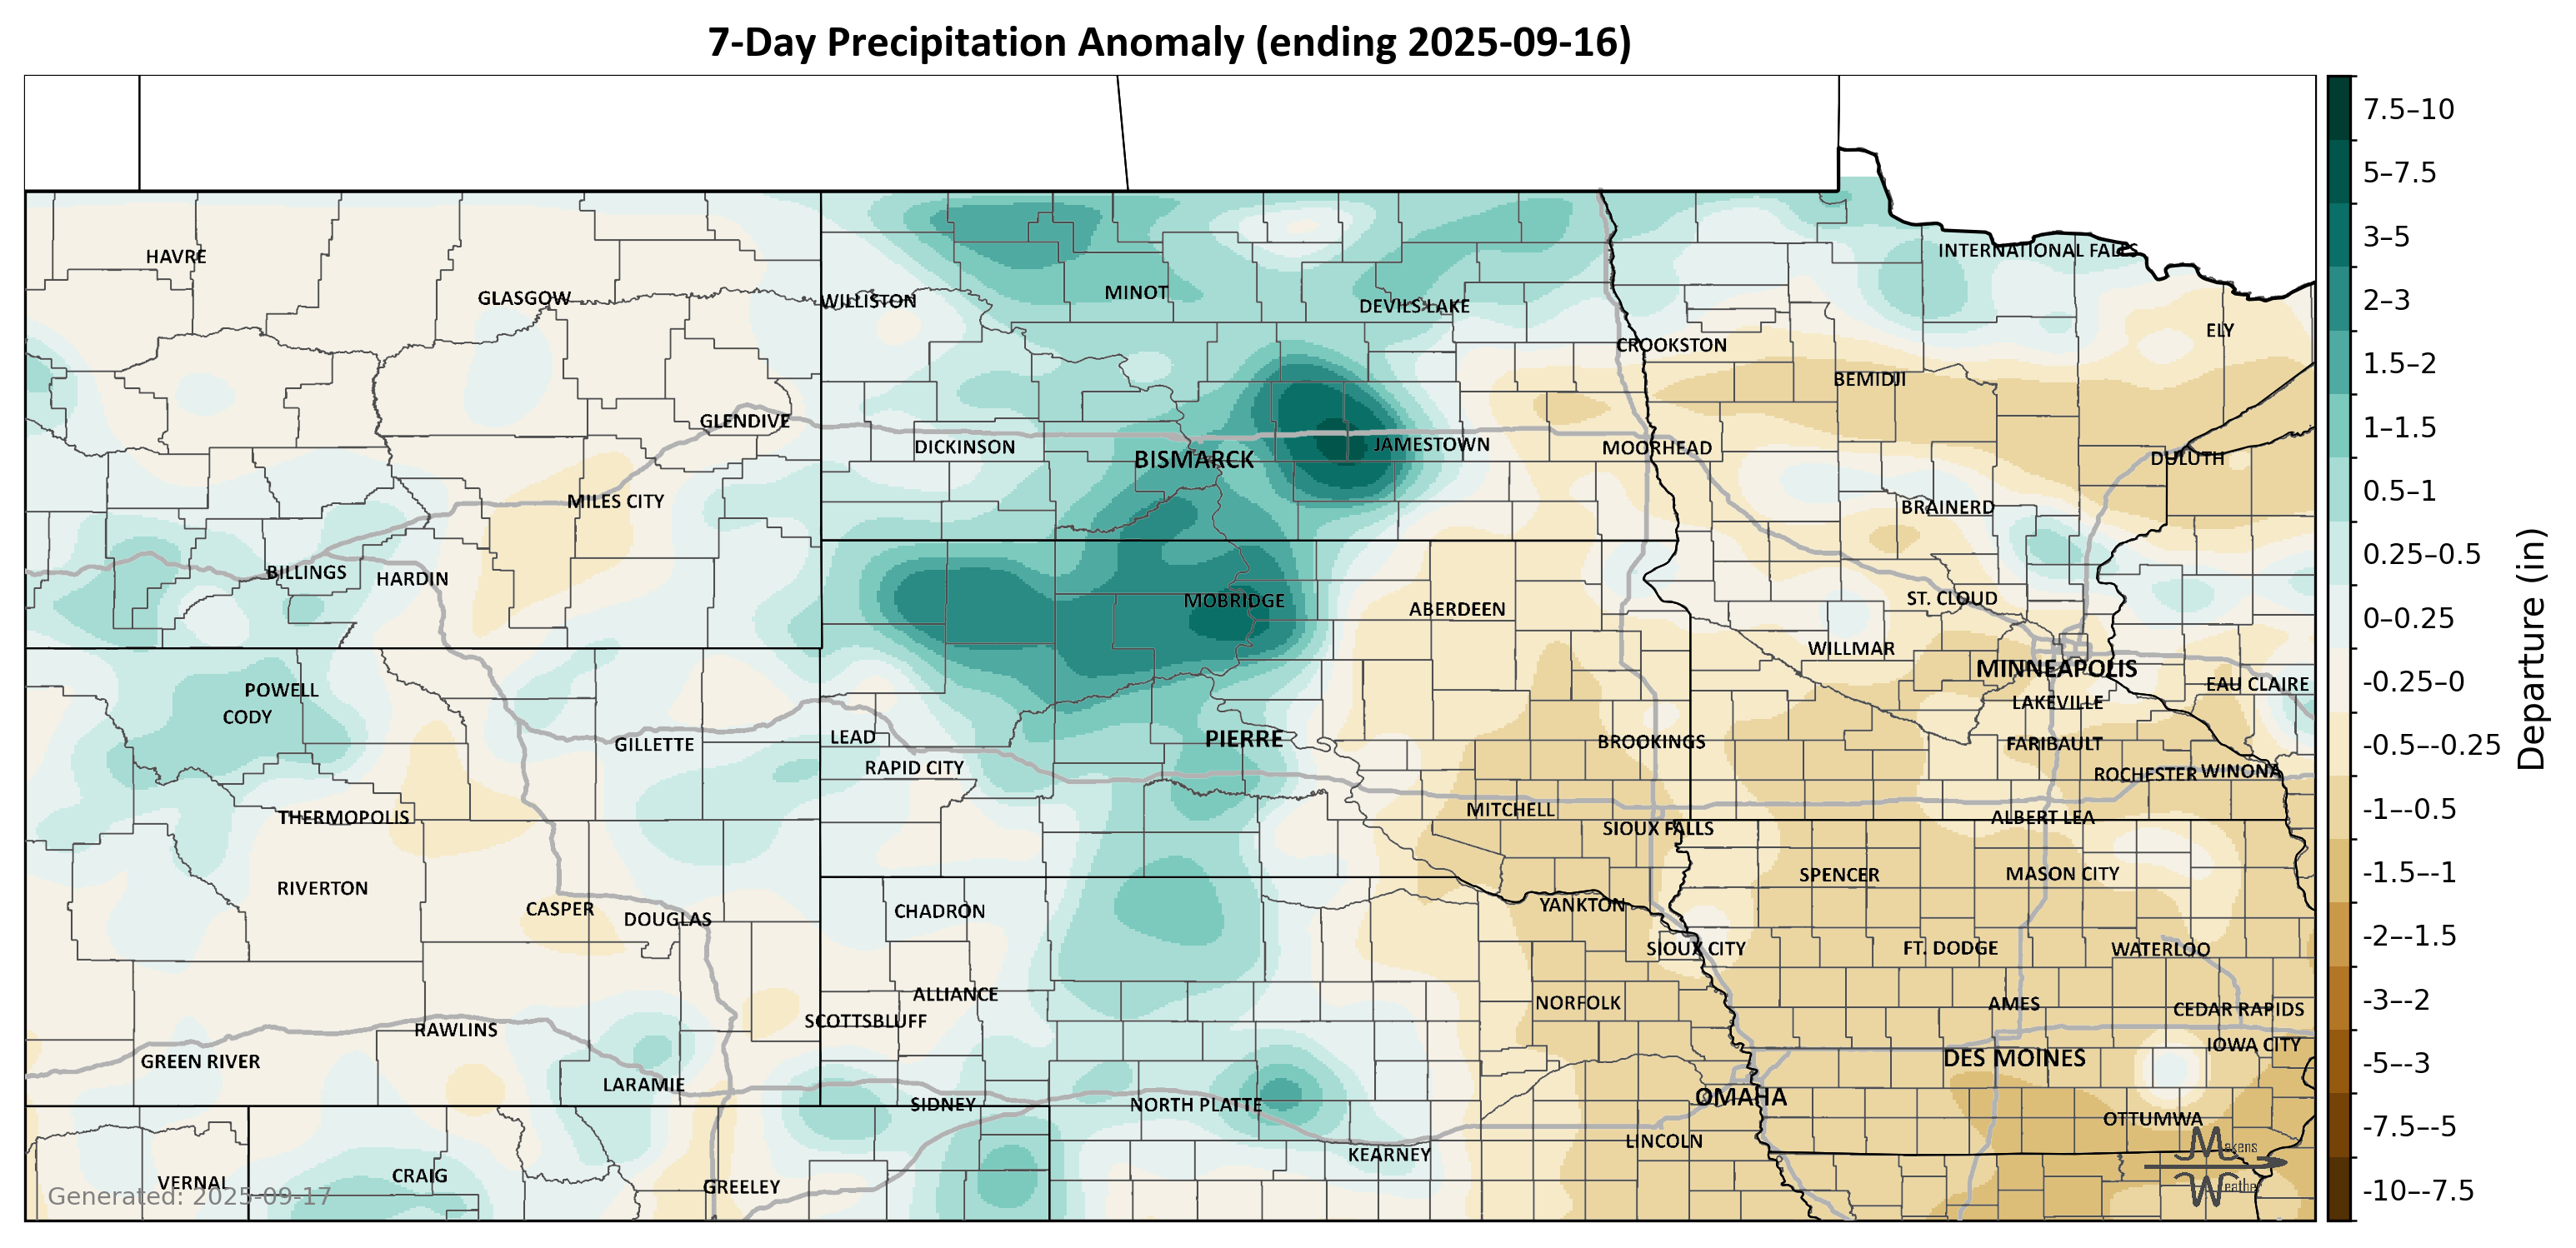 7-Day Precipitation Anomaly (ending 2025-09-16)
HAVRE
GLASGOW
WILLISTON
MINOT
DEVILS LAKE
INTERNATIONAL FALLS
CROOKSTON
ELY
BEMIDJI
GLENDIVE
DICKINSON
BISMARCK
JAMESTOWN
MOORHEAD
DULUTH
MILES CITY
BRAINERD
BILLINGS
HARDIN
MOBRIDGE
ABERDEEN
ST. CLOUD
WILLMAR
MINNEAPOLIS
EAU CLAIRE
LAKEVILLE
POWELL
CODY
GILLETTE
LEAD
RAPID CITY
PIERRE
BROOKINGS
FARIBAULT
ROCHESTER
WINONA
THERMOPOLIS
MITCHELL
SIOUX FALLS
ALBERT LEA
RIVERTON
CASPER
DOUGLAS
CHADRON
YANKTON
SPENCER
MASON CITY
SIOUX CITY
FT. DODGE
WATERLOO
ALLIANCE
SCOTTSBLUFF
NORFOLK
AMES
CEDAR RAPIDS
RAWLINS
GREEN RIVER
IOWA CITY
DES MOINES
LARAMIE
SIDNEY
NORTH PLATTE
OMAHA
OTTUMWA
LINCOLN
KEARNEY
VERNAL
CRAIG
GREELEY
Generated: 2025-09-17
Makens
Weather
7.5–10
5–7.5
3–5
2–3
1.5–2
1–1.5
0.5–1
0.25–0.5
0–0.25
-0.25–0
-0.5–-0.25
-1–-0.5
-1.5–-1
-2–-1.5
-3–-2
-5–-3
-7.5–-5
-10–-7.5
Departure (in)